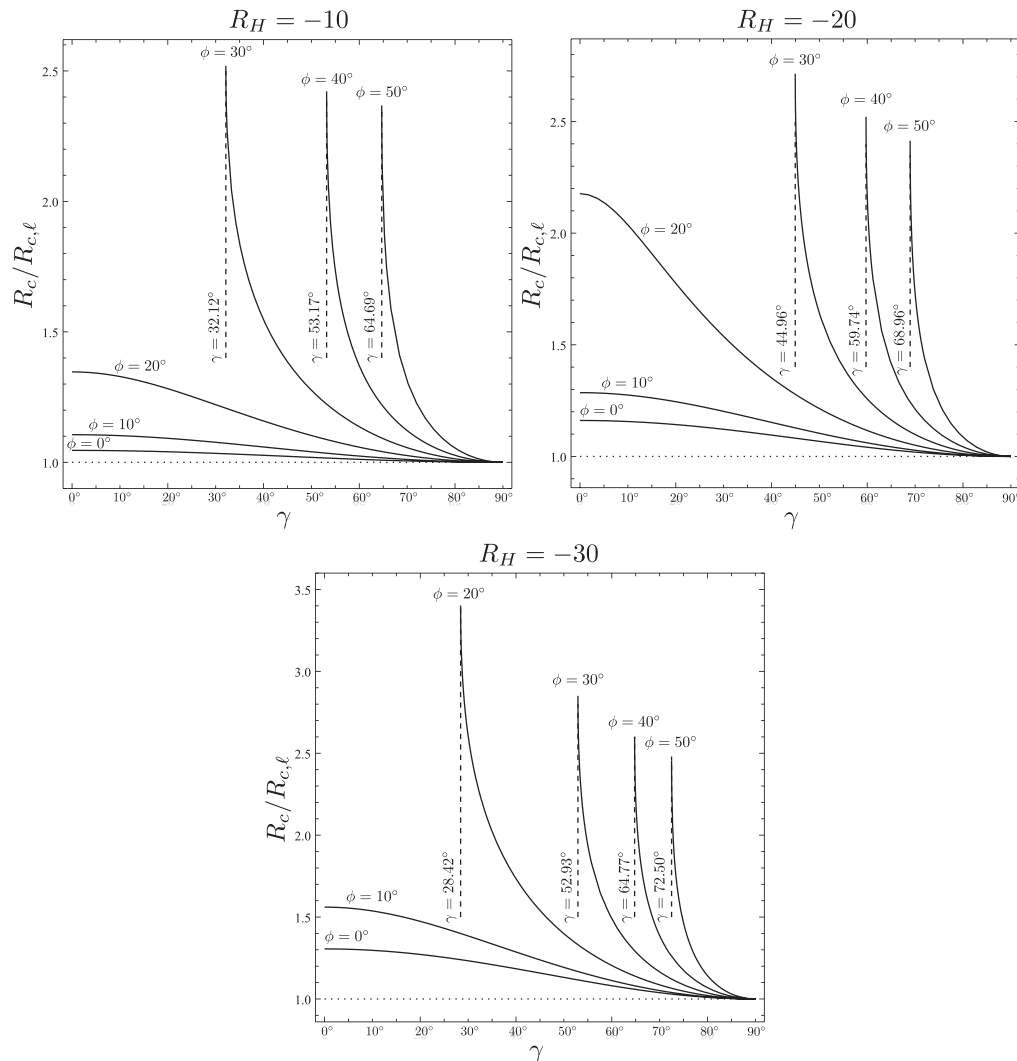 R_H = −10
ϕ = 30°
ϕ = 40°
ϕ = 50°
ϕ = 20°
ϕ = 10°
ϕ = 0°
γ = 32.12°
γ = 53.17°
γ = 64.69°
2.5
2.0
1.5
1.0
R_c/R_{c,ℓ}
0° 10° 20° 30° 40° 50° 60° 70° 80° 90°
γ
R_H = −20
ϕ = 30°
ϕ = 40°
ϕ = 50°
ϕ = 20°
ϕ = 10°
ϕ = 0°
γ = 44.96°
γ = 59.74°
γ = 68.96°
2.5
2.0
1.5
1.0
R_c/R_{c,ℓ}
0° 10° 20° 30° 40° 50° 60° 70° 80° 90°
γ
R_H = −30
ϕ = 20°
ϕ = 30°
ϕ = 40°
ϕ = 50°
ϕ = 10°
ϕ = 0°
γ = 28.42°
γ = 52.93°
γ = 64.77°
γ = 72.50°
3.5
3.0
2.5
2.0
1.5
1.0
R_c/R_{c,ℓ}
0° 10° 20° 30° 40° 50° 60° 70° 80° 90°
γ